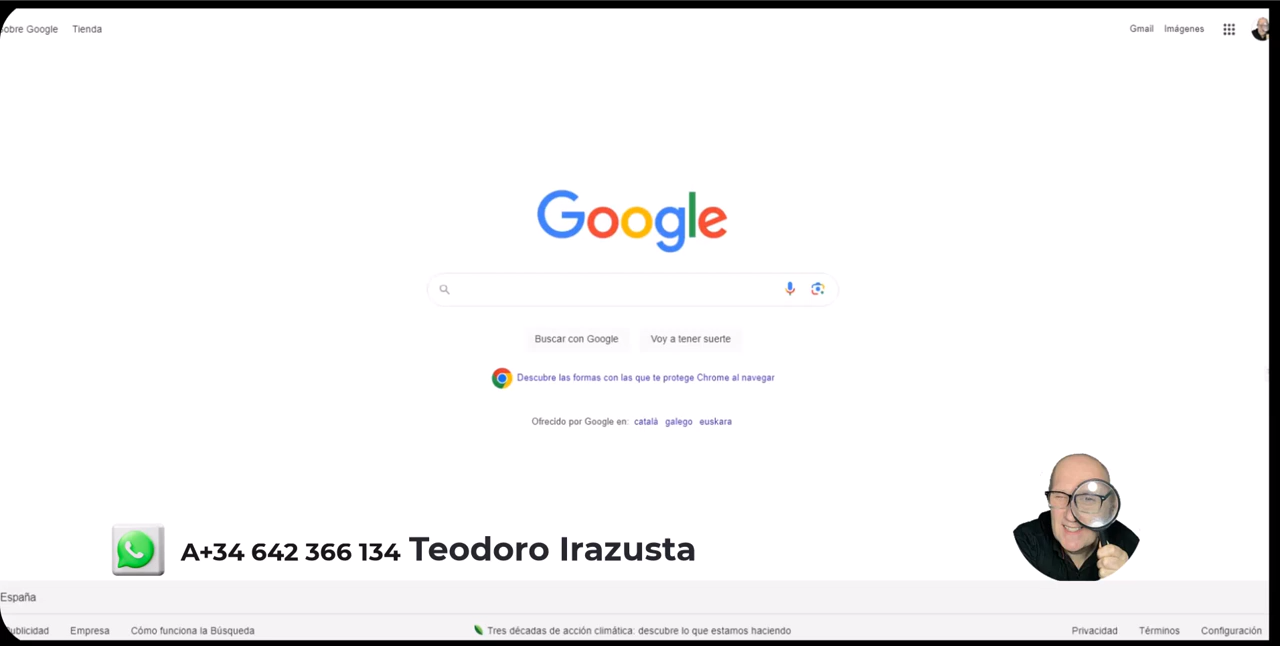 obre Google Tienda
Gmail Imágenes
Google
Buscar con Google Voy a tener suerte
Descubre las formas con las que te protege Chrome al navegar
Ofrecido por Google en: català galego euskara
A+34 642 366 134 Teodoro Irazusta
España
ublicidad Empresa Cómo funciona la Búsqueda
Tres décadas de acción climática: descubre lo que estamos haciendo
Privacidad Términos Configuración